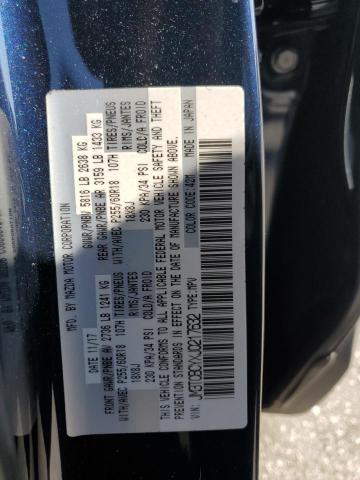 MFD. BY MAZDA MOTOR CORPORATION
DATE: 11/17 GWVR/PNBV: 5816 LB 2638 KG
FRONT GAWR/PNBE AV 2736 LB 1241 KG REAR GAWR/PNBE AR 3159 LB 1433 KG
WITH/AVEC P255/60R18 107H TIRES/PNEUS WITH/AVEC P255/60R18 107H TIRES/PNEUS
18X8J RIMS/JANTES 18X8J RIMS/JANTES
230 KPA/34 PSI COLD/A FROID 230 KPA/34 PSI COLD/A FROID
THIS VEHICLE CONFORMS TO ALL APPLICABLE FEDERAL MOTOR VEHICLE SAFETY AND THEFT
PREVENTION STANDARDS IN EFFECT ON THE DATE OF MANUFACTURE SHOWN ABOVE.
MADE IN JAPAN
VIN: TYPE:MPV COLOR CODE: 42M